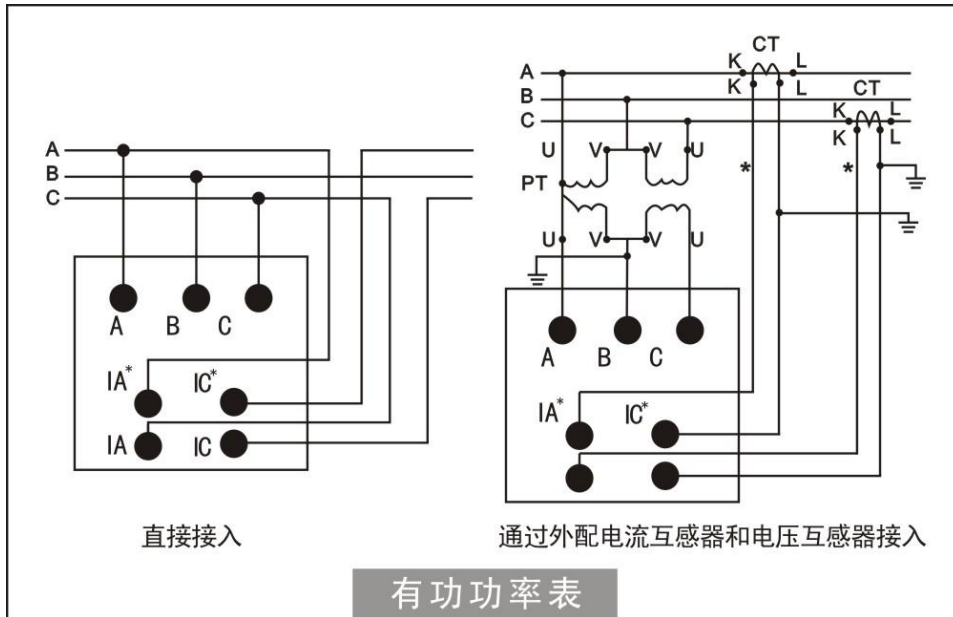 A
B
C
A B C
IA* IC*
IA IC
直接接入
CT
K L
A
K L
CT
B
K L
C
K L
U V V U
*
*
PT
U V V U
A B C
IA* IC*
通过外配电流互感器和电压互感器接入
有功功率表